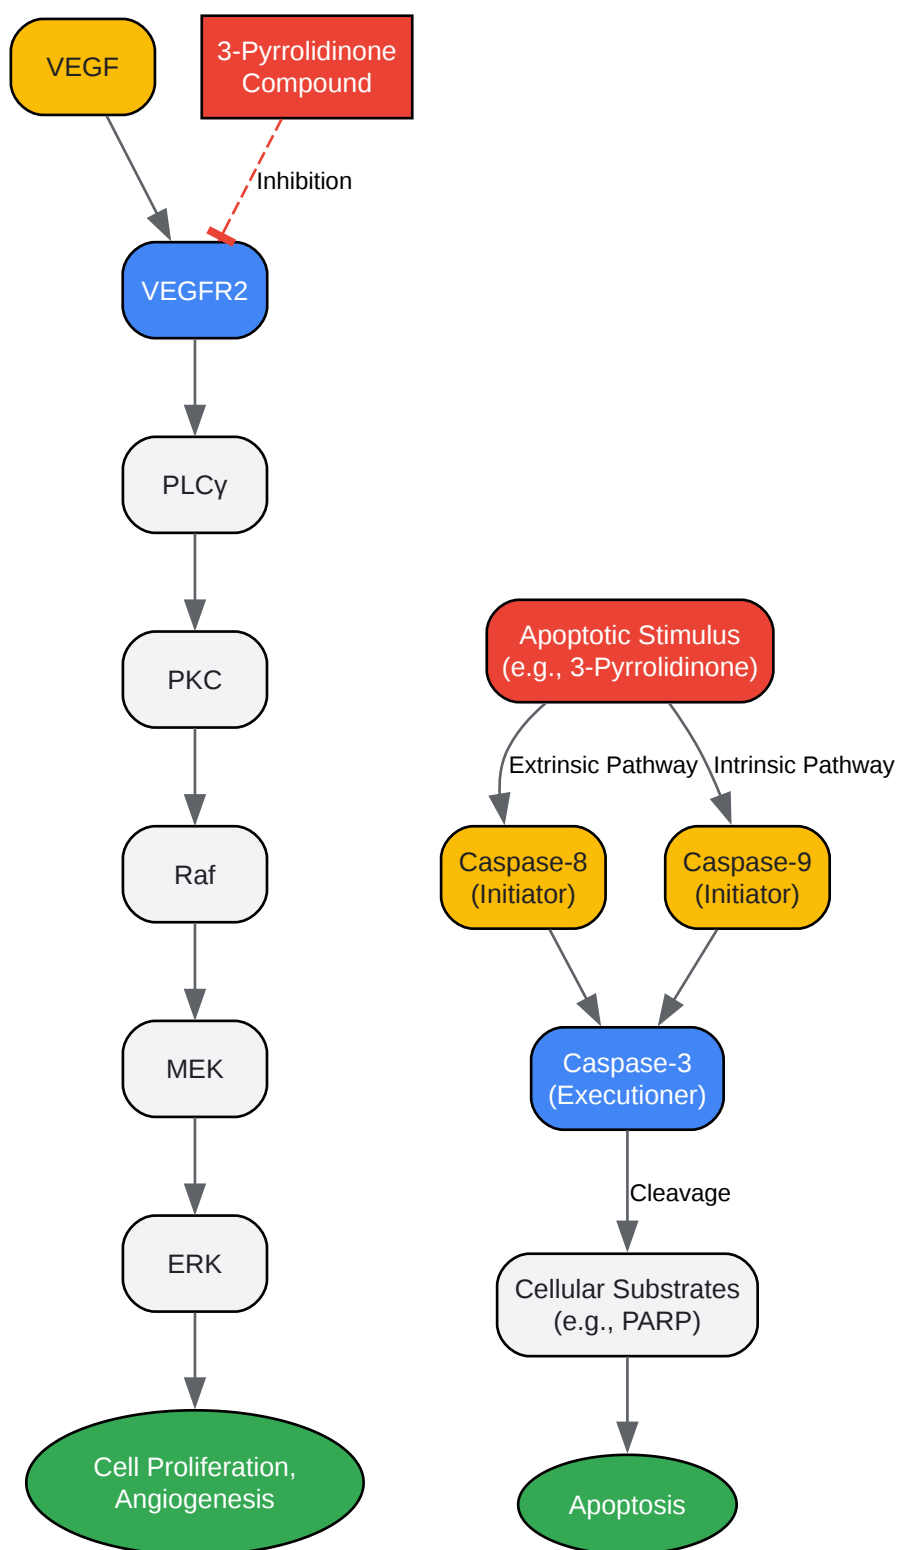 VEGF
3-Pyrrolidinone
Compound
Inhibition
VEGFR2
PLCγ
PKC
Raf
MEK
ERK
Cell Proliferation,
Angiogenesis
Apoptotic Stimulus
(e.g., 3-Pyrrolidinone)
Extrinsic Pathway
Intrinsic Pathway
Caspase-8
(Initiator)
Caspase-9
(Initiator)
Caspase-3
(Executioner)
Cleavage
Cellular Substrates
(e.g., PARP)
Apoptosis